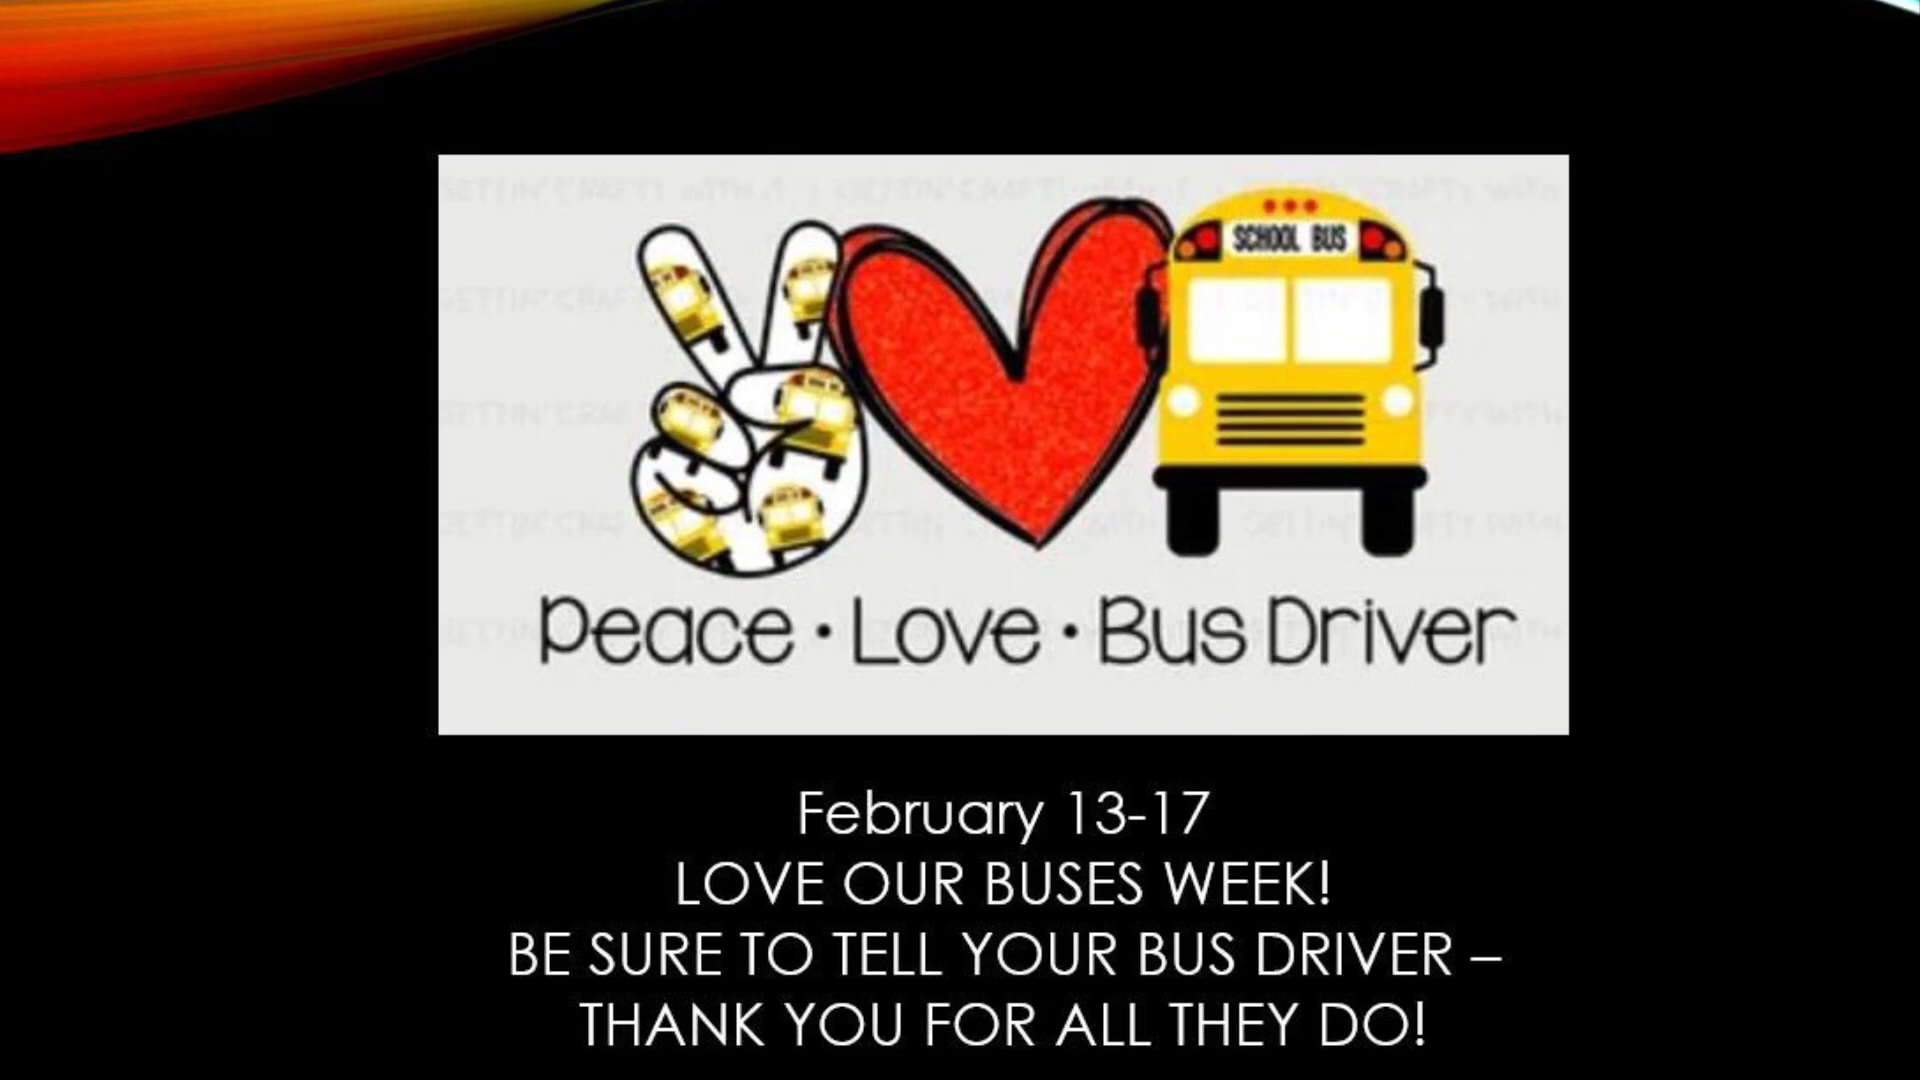 SCHOOL BUS
Peace • Love • Bus Driver
February 13-17
LOVE OUR BUSES WEEK!
BE SURE TO TELL YOUR BUS DRIVER –
THANK YOU FOR ALL THEY DO!